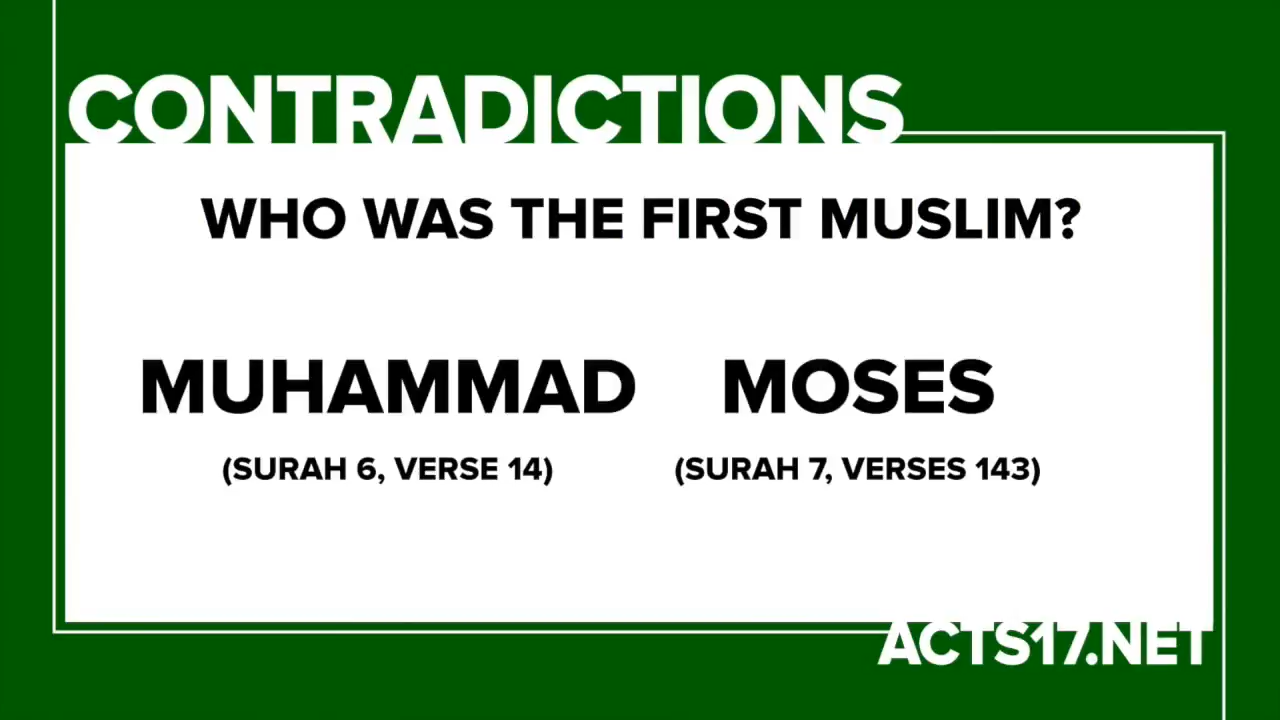 CONTRADICTIONS
WHO WAS THE FIRST MUSLIM?
MUHAMMAD MOSES
(SURAH 6, VERSE 14) (SURAH 7, VERSES 143)
ACTS17.NET